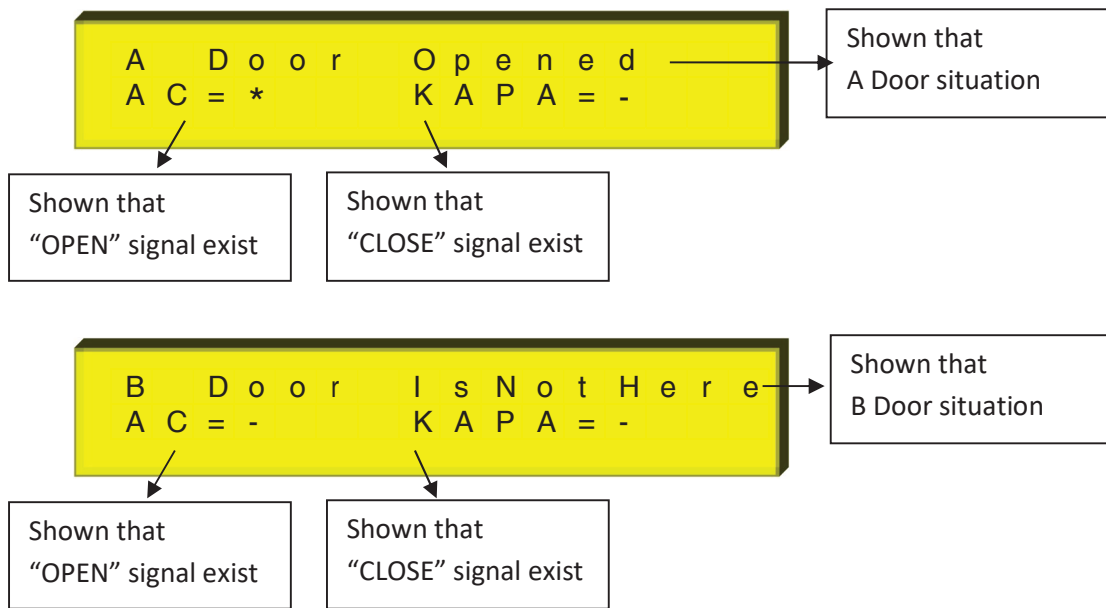 A Door Opened
AC=* KAPA=-
Shown that
A Door situation
Shown that
“OPEN” signal exist
Shown that
“CLOSE” signal exist
B Door IsNotHere
AC=- KAPA=-
Shown that
B Door situation
Shown that
“OPEN” signal exist
Shown that
“CLOSE” signal exist